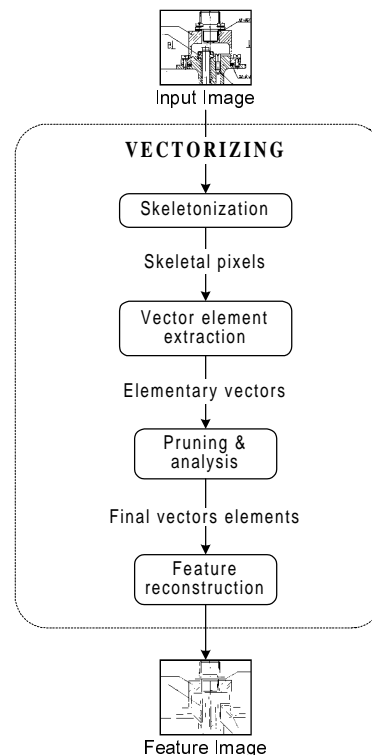 Input Image
VECTORIZING
Skeletonization
Skeletal pixels
Vector element
extraction
Elementary vectors
Pruning &
analysis
Final vectors elements
Feature
reconstruction
Feature Image